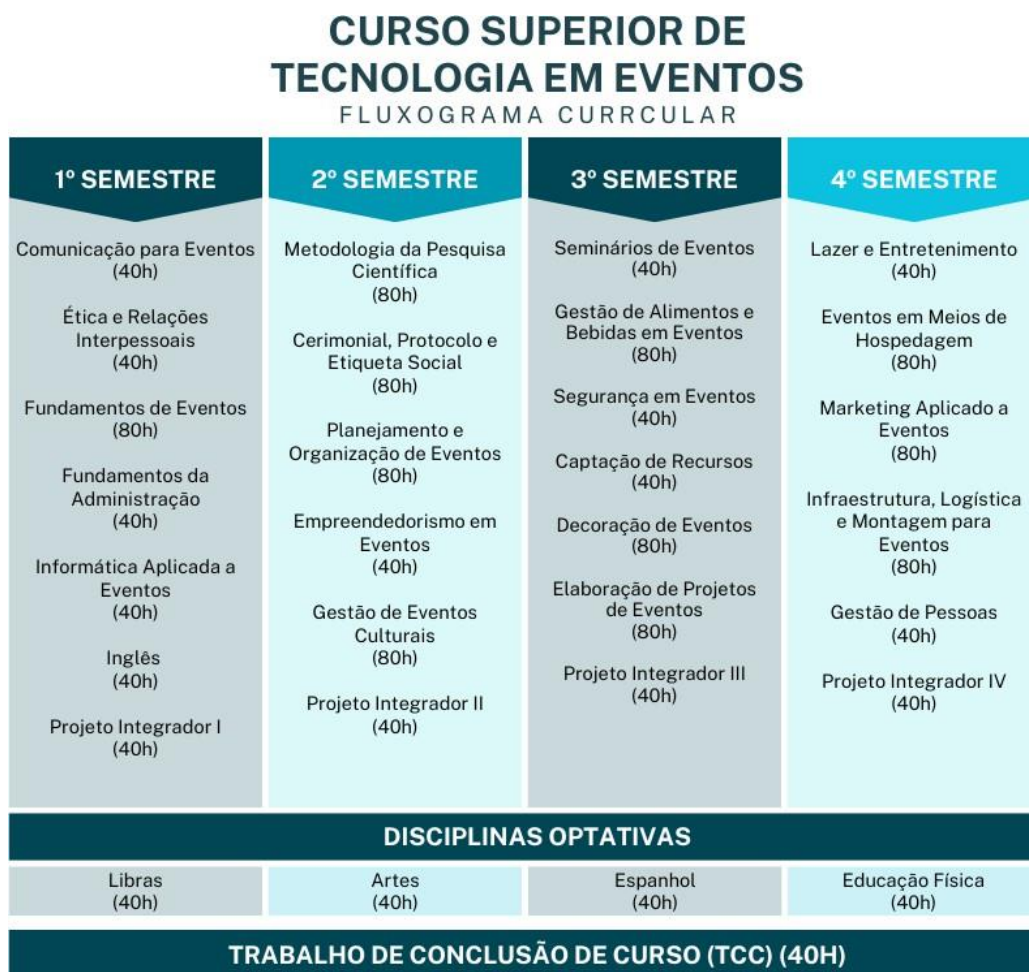 CURSO SUPERIOR DE
TECNOLOGIA EM EVENTOS
FLUXOGRAMA CURRCULAR
1º SEMESTRE
Comunicação para Eventos
(40h)
Ética e Relações
Interpessoais
(40h)
Fundamentos de Eventos
(80h)
Fundamentos da
Administração
(40h)
Informática Aplicada a
Eventos
(40h)
Inglês
(40h)
Projeto Integrador I
(40h)
2º SEMESTRE
Metodologia da Pesquisa
Científica
(80h)
Cerimonial, Protocolo e
Etiqueta Social
(80h)
Planejamento e
Organização de Eventos
(80h)
Empreendedorismo em
Eventos
(40h)
Gestão de Eventos
Culturais
(80h)
Projeto Integrador II
(40h)
3º SEMESTRE
Seminários de Eventos
(40h)
Gestão de Alimentos e
Bebidas em Eventos
(80h)
Segurança em Eventos
(40h)
Captação de Recursos
(40h)
Decoração de Eventos
(80h)
Elaboração de Projetos
de Eventos
(80h)
Projeto Integrador III
(40h)
4º SEMESTRE
Lazer e Entretenimento
(40h)
Eventos em Meios de
Hospedagem
(80h)
Marketing Aplicado a
Eventos
(80h)
Infraestrutura, Logística
e Montagem para
Eventos
(80h)
Gestão de Pessoas
(40h)
Projeto Integrador IV
(40h)
DISCIPLINAS OPTATIVAS
Libras
(40h)
Artes
(40h)
Espanhol
(40h)
Educação Física
(40h)
TRABALHO DE CONCLUSÃO DE CURSO (TCC) (40H)